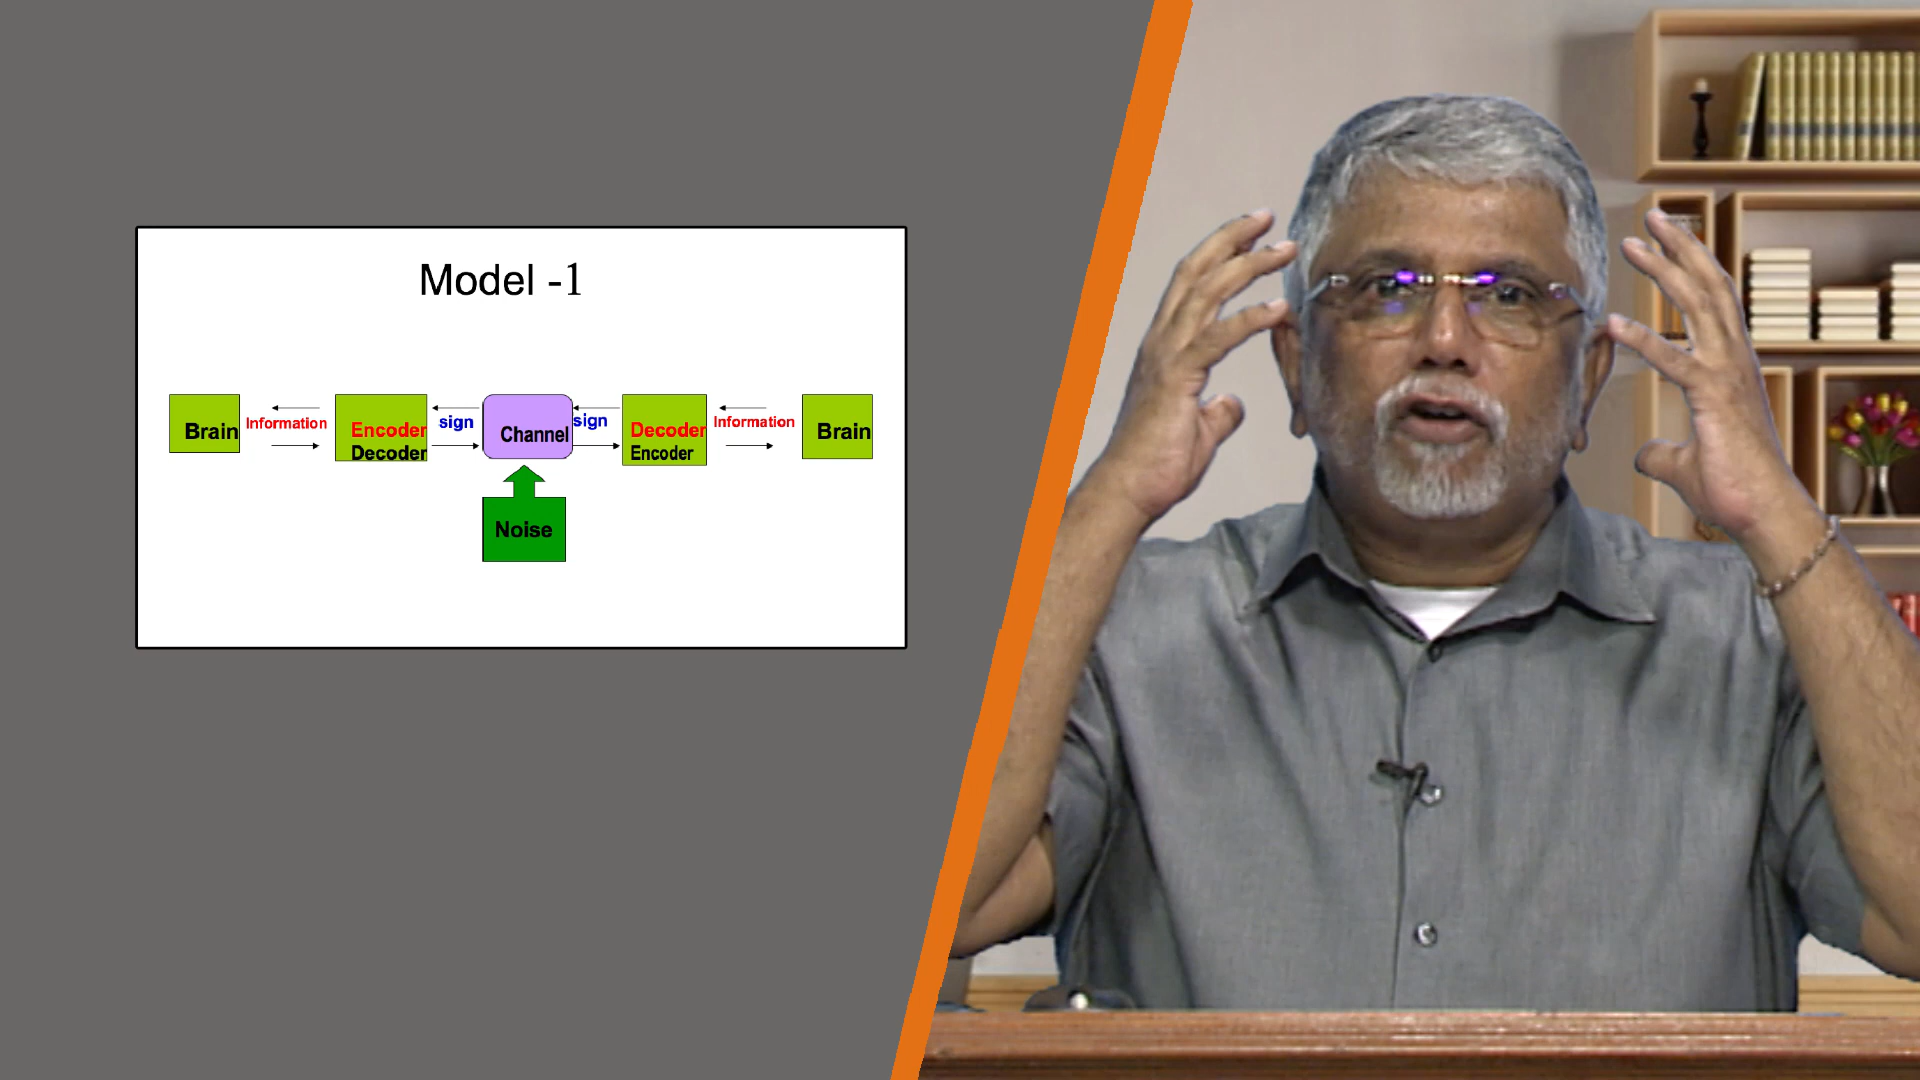 Model -1
Brain
Information
Encoder
Decoder
sign
Channel
sign
Decoder
Encoder
Information
Brain
Noise